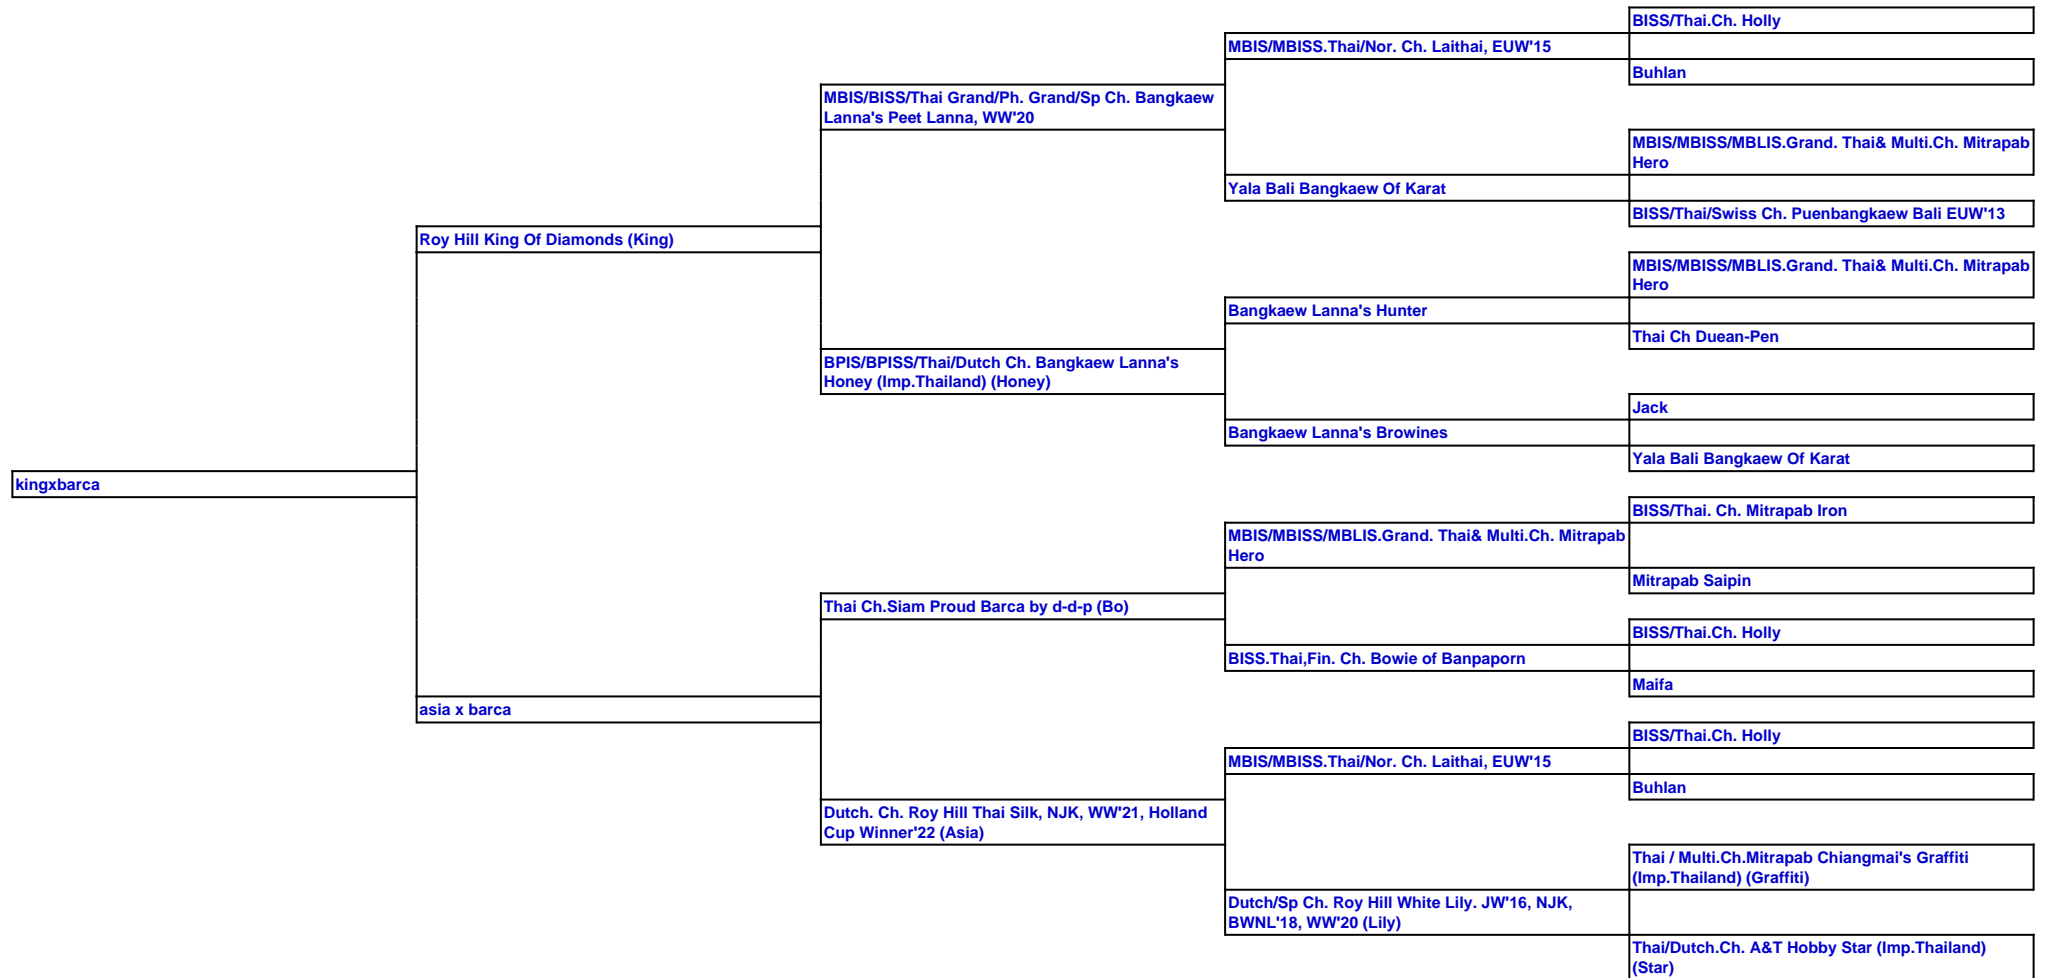 BISS/Thai.Ch. Holly
MBIS/MBISS.Thai/Nor. Ch. Laithai, EUW'15
Buhlan
MBIS/BISS/Thai Grand/Ph. Grand/Sp Ch. Bangkaew
Lanna's Peet Lanna, WW'20
MBIS/MBISS/MBLIS.Grand. Thai& Multi.Ch. Mitrapab
Hero
Yala Bali Bangkaew Of Karat
BISS/Thai/Swiss Ch. Puenbangkaew Bali EUW'13
Roy Hill King Of Diamonds (King)
MBIS/MBISS/MBLIS.Grand. Thai& Multi.Ch. Mitrapab
Hero
Bangkaew Lanna's Hunter
Thai Ch Duean-Pen
BPIS/BPISS/Thai/Dutch Ch. Bangkaew Lanna's
Honey (Imp.Thailand) (Honey)
Jack
Bangkaew Lanna's Browines
Yala Bali Bangkaew Of Karat
kingxbarca
BISS/Thai. Ch. Mitrapab Iron
MBIS/MBISS/MBLIS.Grand. Thai& Multi.Ch. Mitrapab
Hero
Mitrapab Saipin
Thai Ch.Siam Proud Barca by d-d-p (Bo)
BISS/Thai.Ch. Holly
BISS.Thai,Fin. Ch. Bowie of Banpaporn
Maifa
asia x barca
BISS/Thai.Ch. Holly
MBIS/MBISS.Thai/Nor. Ch. Laithai, EUW'15
Buhlan
Dutch. Ch. Roy Hill Thai Silk, NJK, WW'21, Holland
Cup Winner'22 (Asia)
Thai / Multi.Ch.Mitrapab Chiangmai's Graffiti
(Imp.Thailand) (Graffiti)
Dutch/Sp Ch. Roy Hill White Lily. JW'16, NJK,
BWNL'18, WW'20 (Lily)
Thai/Dutch.Ch. A&T Hobby Star (Imp.Thailand)
(Star)